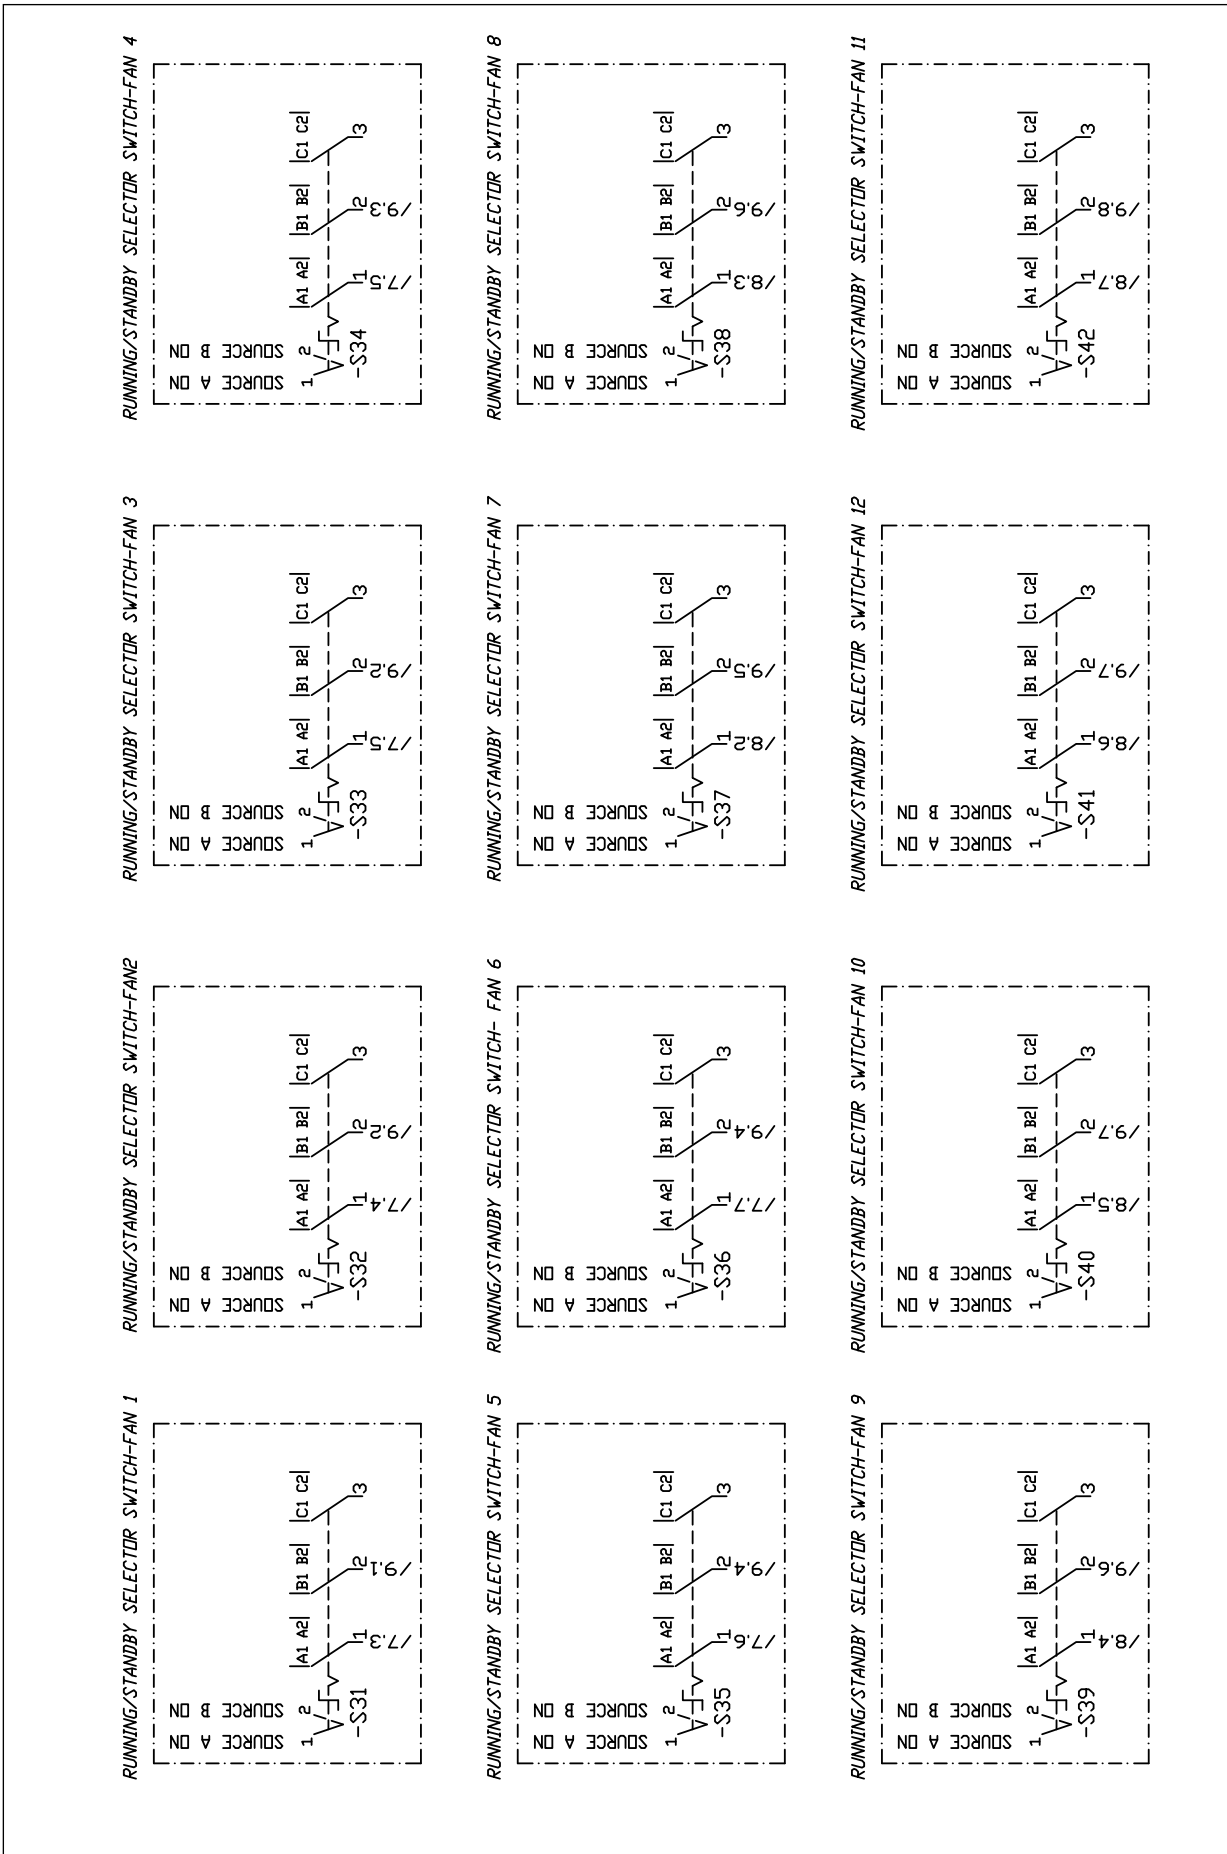 RUNNING/STANDBY SELECTOR SWITCH-FAN 1
SOURCE A ON
SOURCE B ON
1 2
A1 A2
B1 B2
C1 C2
-S31
1
/7.3
2
/9.1
3
RUNNING/STANDBY SELECTOR SWITCH-FAN2
SOURCE A ON
SOURCE B ON
1 2
A1 A2
B1 B2
C1 C2
-S32
1
/7.4
2
/9.2
3
RUNNING/STANDBY SELECTOR SWITCH-FAN 3
SOURCE A ON
SOURCE B ON
1 2
A1 A2
B1 B2
C1 C2
-S33
1
/7.5
2
/9.2
3
RUNNING/STANDBY SELECTOR SWITCH-FAN 4
SOURCE A ON
SOURCE B ON
1 2
A1 A2
B1 B2
C1 C2
-S34
1
/7.5
2
/9.3
3
RUNNING/STANDBY SELECTOR SWITCH-FAN 5
SOURCE A ON
SOURCE B ON
1 2
A1 A2
B1 B2
C1 C2
-S35
1
/7.6
2
/9.4
3
RUNNING/STANDBY SELECTOR SWITCH- FAN 6
SOURCE A ON
SOURCE B ON
1 2
A1 A2
B1 B2
C1 C2
-S36
1
/7.7
2
/9.4
3
RUNNING/STANDBY SELECTOR SWITCH-FAN 7
SOURCE A ON
SOURCE B ON
1 2
A1 A2
B1 B2
C1 C2
-S37
1
/8.2
2
/9.5
3
RUNNING/STANDBY SELECTOR SWITCH-FAN 8
SOURCE A ON
SOURCE B ON
1 2
A1 A2
B1 B2
C1 C2
-S38
1
/8.3
2
/9.6
3
RUNNING/STANDBY SELECTOR SWITCH-FAN 9
SOURCE A ON
SOURCE B ON
1 2
A1 A2
B1 B2
C1 C2
-S39
1
/8.4
2
/9.6
3
RUNNING/STANDBY SELECTOR SWITCH-FAN 10
SOURCE A ON
SOURCE B ON
1 2
A1 A2
B1 B2
C1 C2
-S40
1
/8.5
2
/9.7
3
RUNNING/STANDBY SELECTOR SWITCH-FAN 12
SOURCE A ON
SOURCE B ON
1 2
A1 A2
B1 B2
C1 C2
-S41
1
/8.6
2
/9.7
3
RUNNING/STANDBY SELECTOR SWITCH-FAN 11
SOURCE A ON
SOURCE B ON
1 2
A1 A2
B1 B2
C1 C2
-S42
1
/8.7
2
/9.8
3